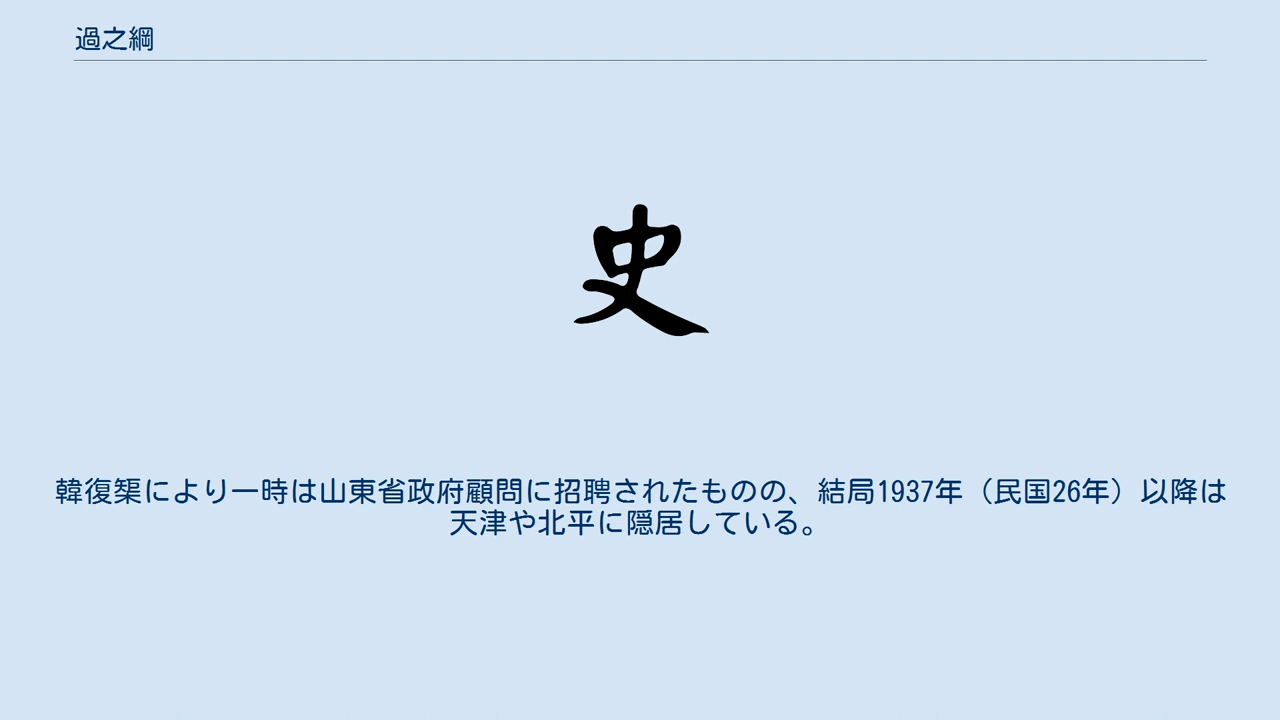 過之綱
史
韓復榘により一時は山東省政府顧問に招聘されたものの、結局1937年（民国26年）以降は
天津や北平に隠居している。